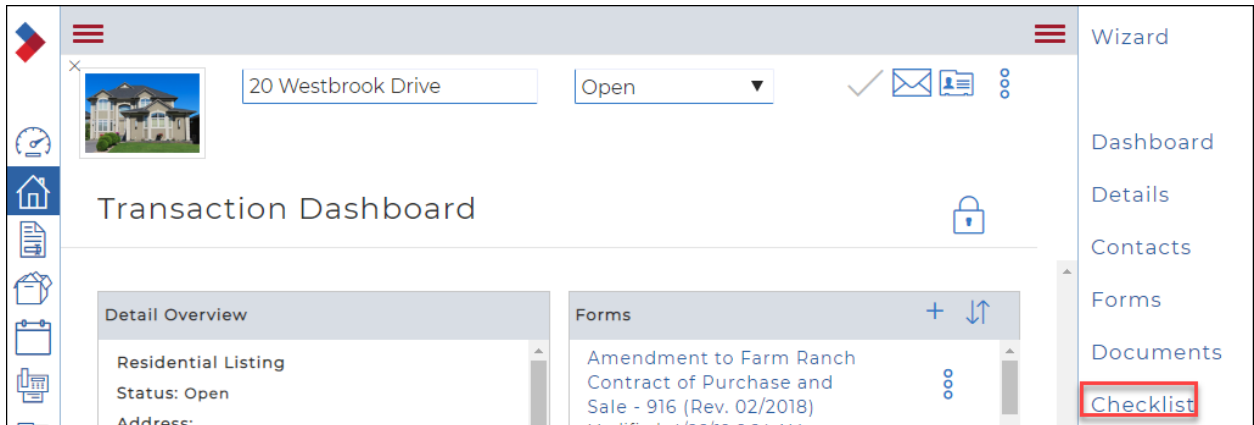 Wizard
20 Westbrook Drive
Open
Dashboard
Details
Transaction Dashboard
Contacts
Forms
Documents
Checklist
Detail Overview
Residential Listing
Status: Open
Address:
Forms
Amendment to Farm Ranch
Contract of Purchase and
Sale - 916 (Rev. 02/2018)